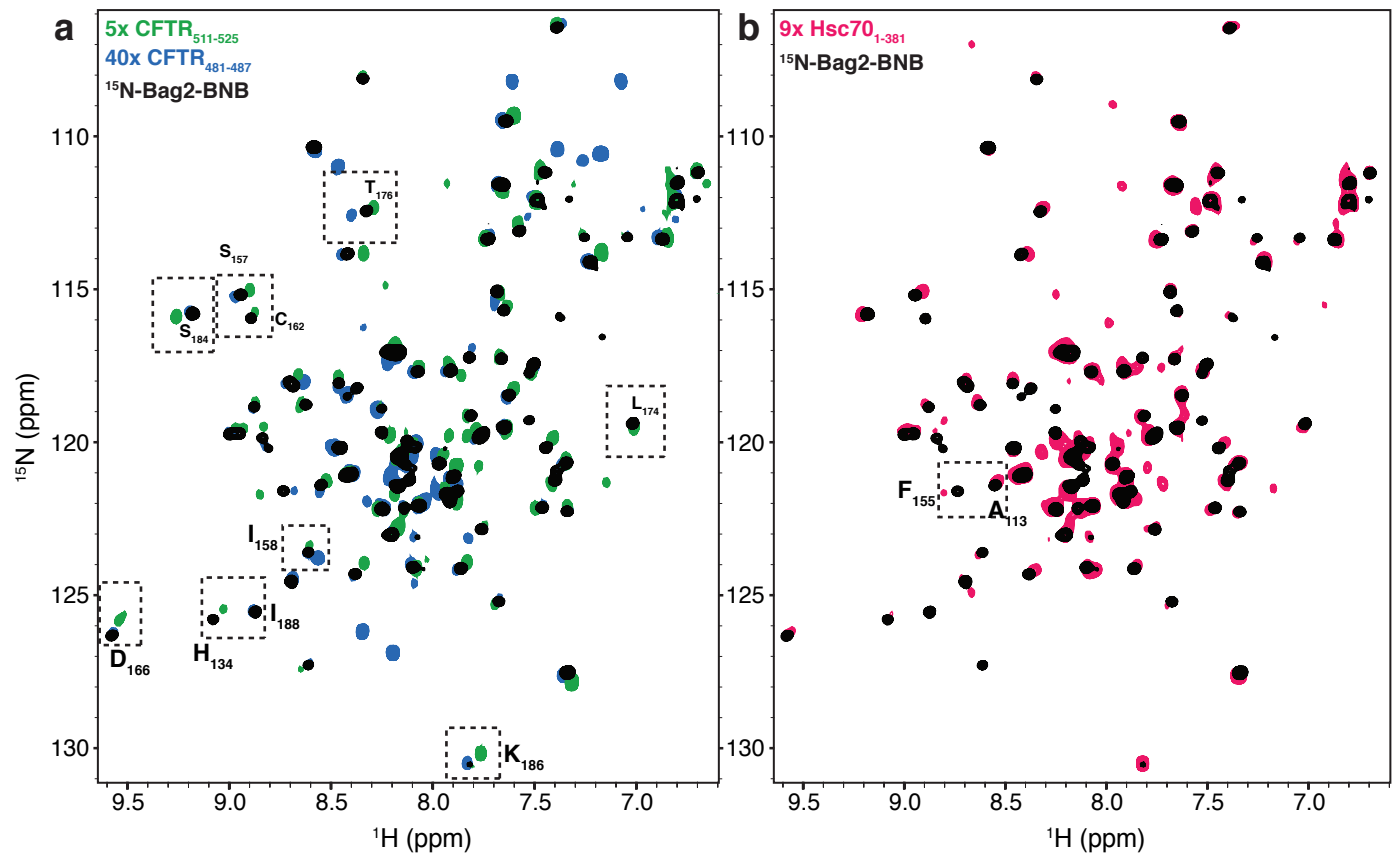 a
5x CFTR511-525
40x CFTR481-487
15N-Bag2-BNB
T176
S157
C162
S184
L174
I158
I188
H134
D166
K186
110
115
120
125
130
15N (ppm)
9.5 9.0 8.5 8.0 7.5 7.0
1H (ppm)
b
9x Hsc701-381
15N-Bag2-BNB
F155
A113
110
115
120
125
130
9.5 9.0 8.5 8.0 7.5 7.0
1H (ppm)